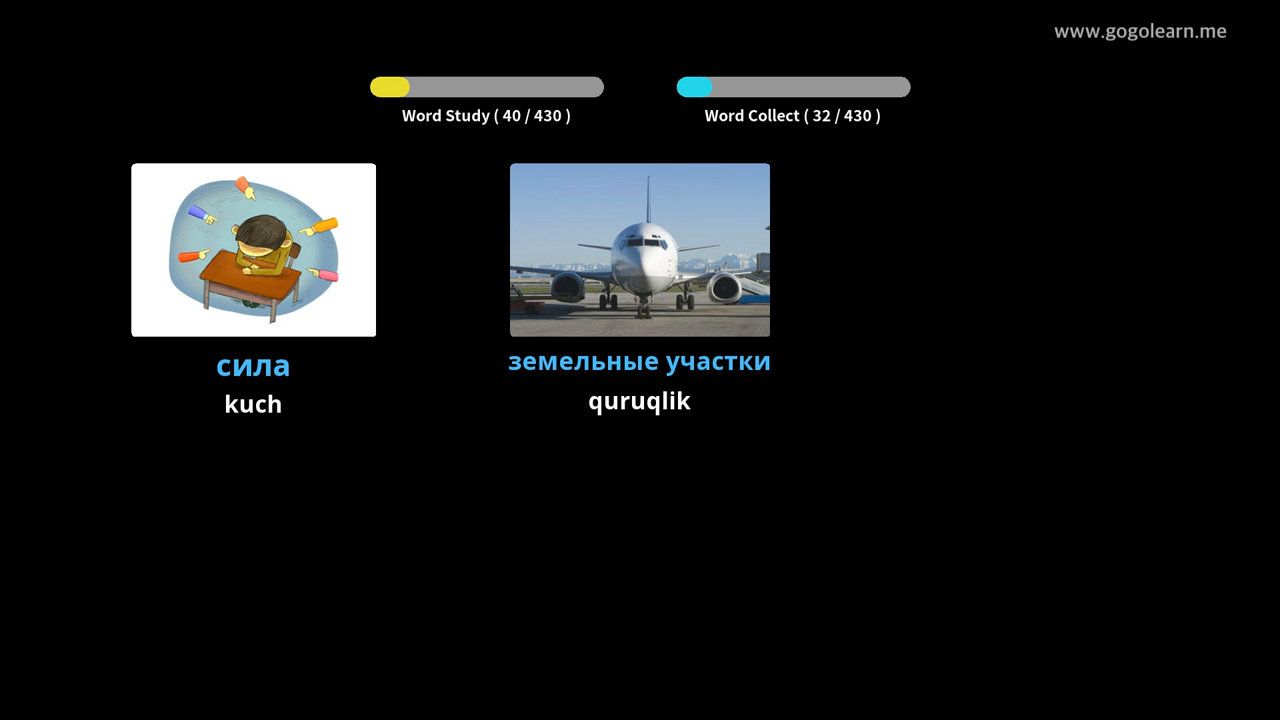 www.gogolearn.me
Word Study ( 40 / 430 )
Word Collect ( 32 / 430 )
сила
kuch
земельные участки
quruqlik